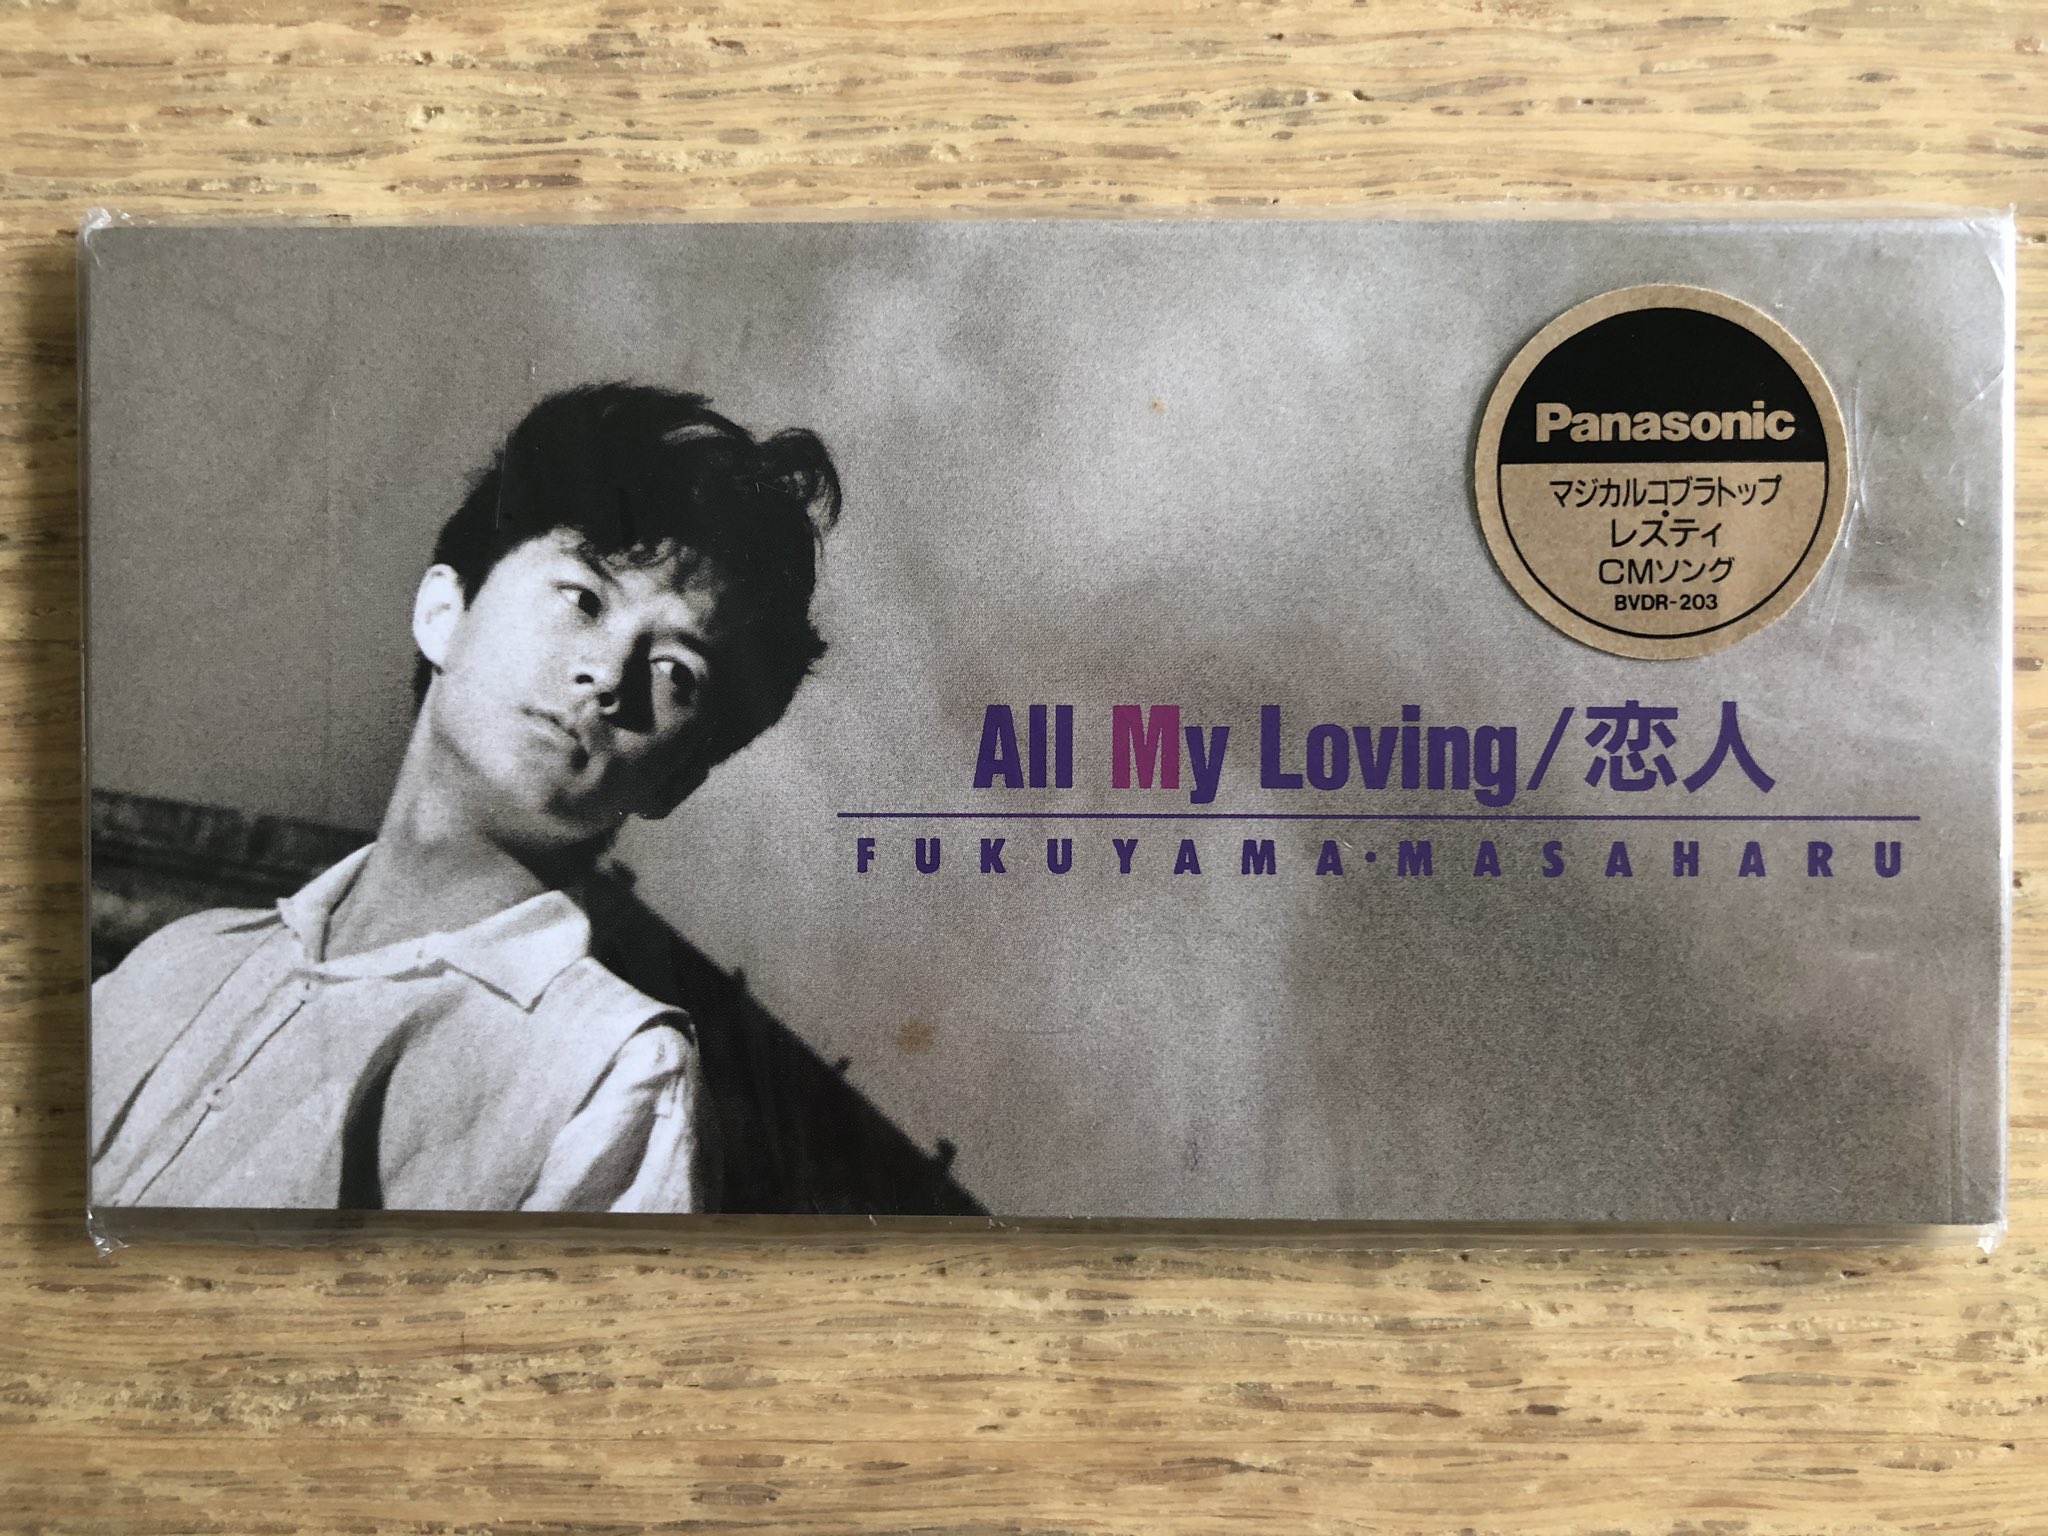 Panasonic
マジカルコブラトップ
レスティ
CMソング
BVDR-203
All My Loving/恋人
FUKUYAMA・MASAHARU